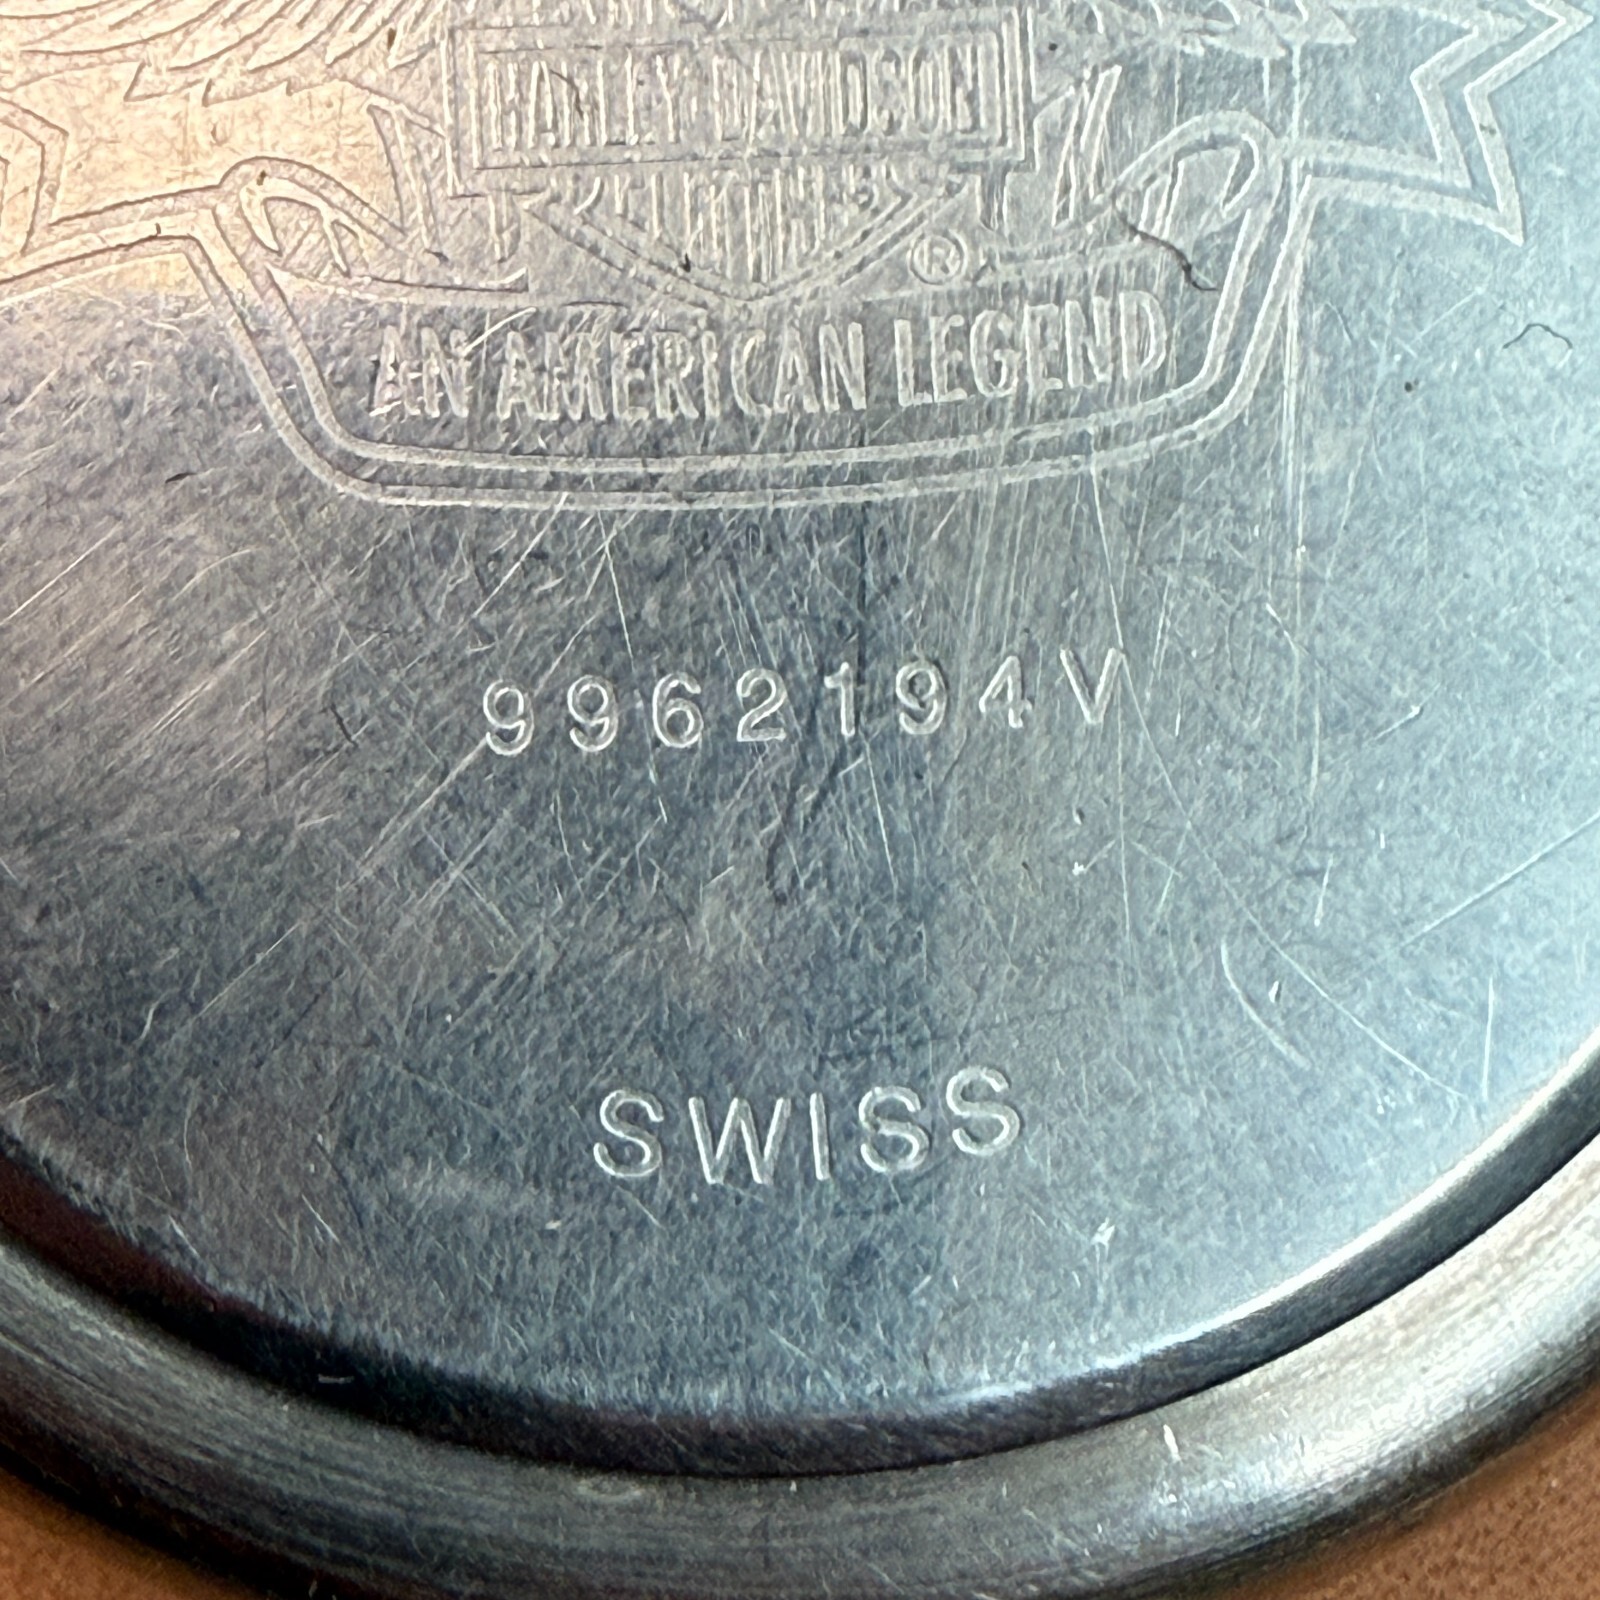 HARLEY-DAVIDSON
®
AN AMERICAN LEGEND
9962194V
SWISS